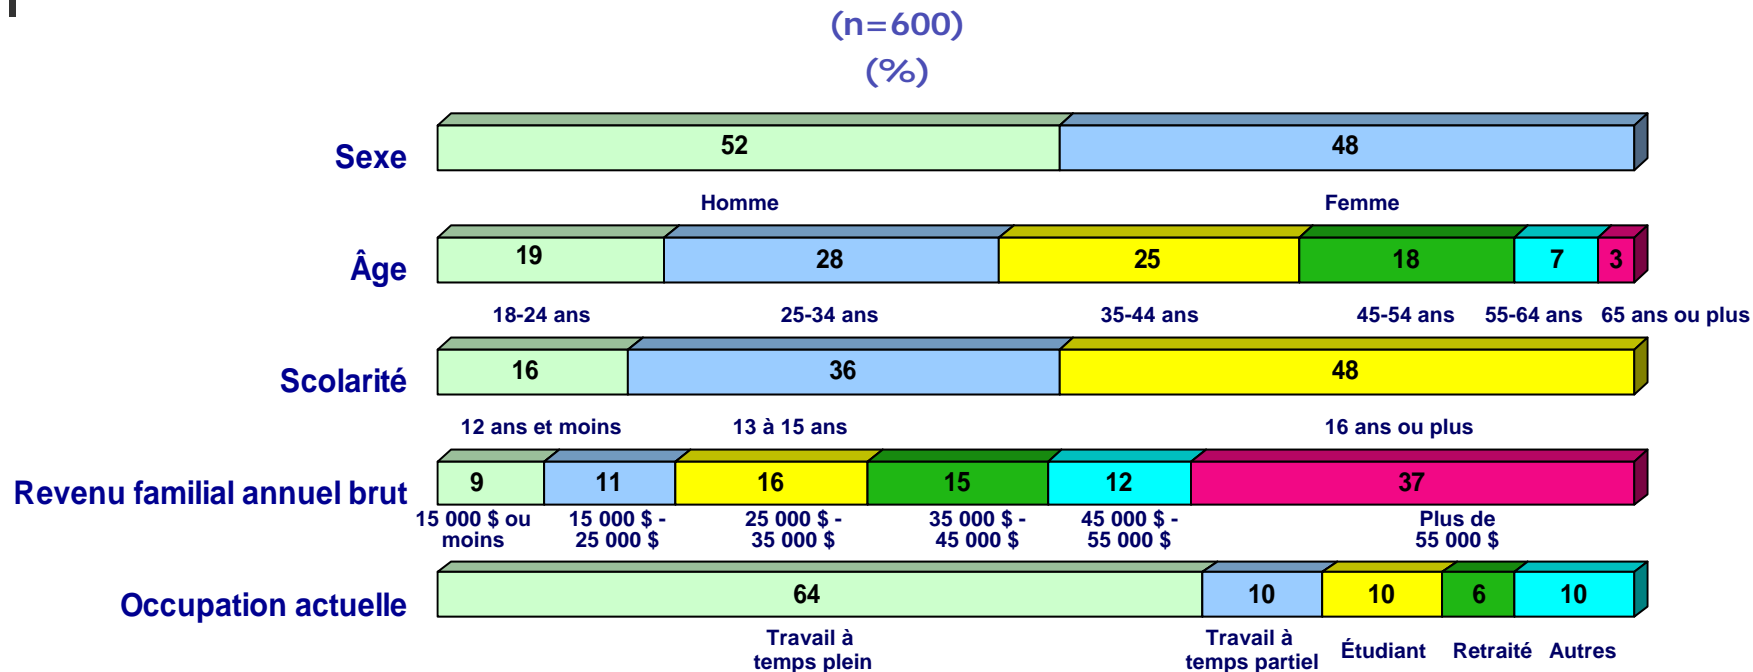 (n=600)
(%)
Sexe
52 48
Homme Femme
Âge
19 28 25 18 7 3
18-24 ans 25-34 ans 35-44 ans 45-54 ans 55-64 ans 65 ans ou plus
Scolarité
16 36 48
12 ans et moins 13 à 15 ans 16 ans ou plus
Revenu familial annuel brut
9 11 16 15 12 37
15 000 $ ou 15 000 $ - 25 000 $ - 35 000 $ - 45 000 $ - Plus de
moins 25 000 $ 35 000 $ 45 000 $ 55 000 $ 55 000 $
Occupation actuelle
64 10 10 6 10
Travail à Travail à
temps plein temps partiel Étudiant Retraité Autres